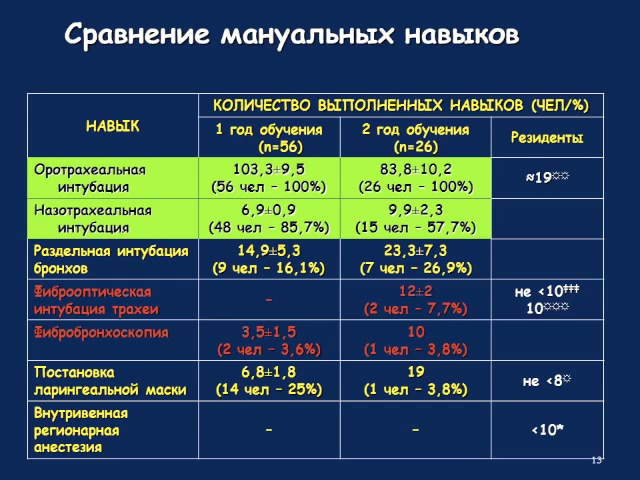 Сравнение мануальных навыков
НАВЫК
КОЛИЧЕСТВО ВЫПОЛНЕННЫХ НАВЫКОВ (ЧЕЛ/%)
1 год обучения
(n=56)
2 год обучения
(n=26)
Резиденты
Оротрахеальная
интубация
103,3±9,5
(56 чел – 100%)
83,8±10,2
(26 чел – 100%)
≈19☼☼
Назотрахеальная
интубация
6,9±0,9
(48 чел – 85,7%)
9,9±2,3
(15 чел – 57,7%)
Раздельная интубация
бронхов
14,9±5,3
(9 чел – 16,1%)
23,3±7,3
(7 чел – 26,9%)
Фиброоптическая
интубация трахеи
–
12±2
(2 чел – 7,7%)
не <10ǂǂǂ
10☼☼☼
Фибробронхоскопия
3,5±1,5
(2 чел – 3,6%)
10
(1 чел – 3,8%)
Постановка
ларингеальной маски
6,8±1,8
(14 чел – 25%)
19
(1 чел – 3,8%)
не <8☼
Внутривенная
регионарная
анестезия
–
–
<10*
13